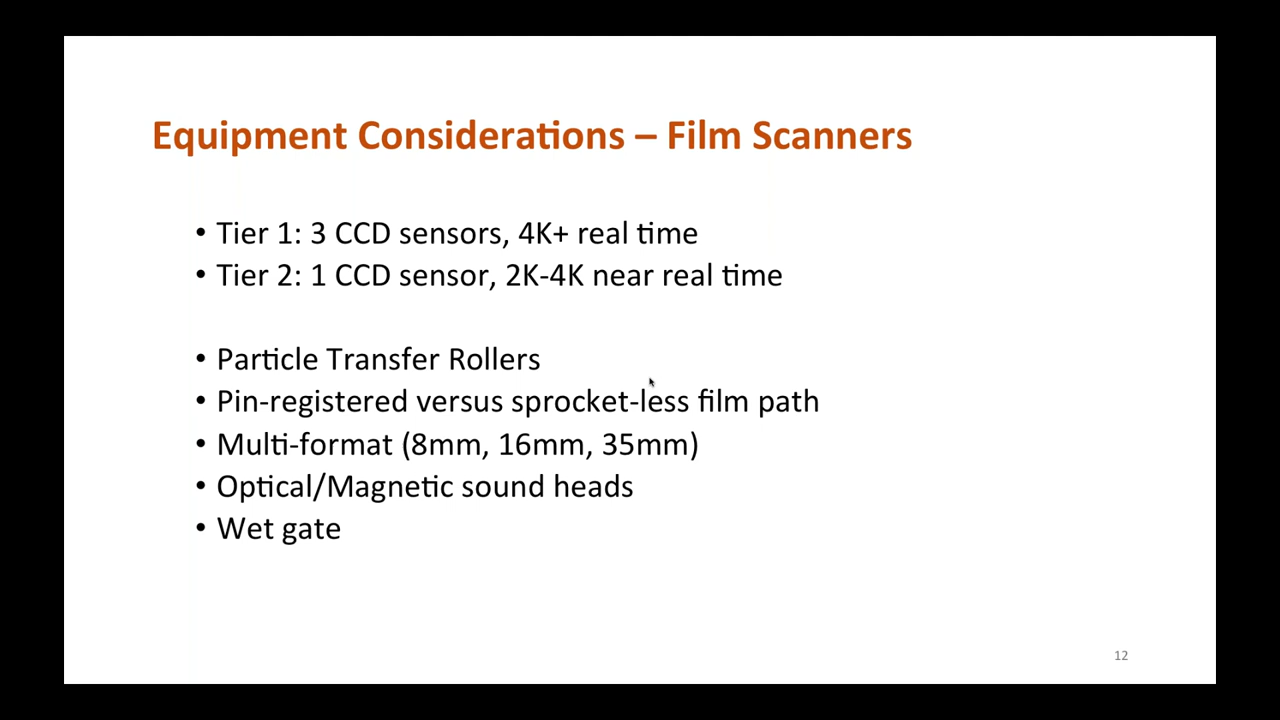 Equipment Considerations – Film Scanners
• Tier 1: 3 CCD sensors, 4K+ real time
• Tier 2: 1 CCD sensor, 2K-4K near real time
• Particle Transfer Rollers
• Pin-registered versus sprocket-less film path
• Multi-format (8mm, 16mm, 35mm)
• Optical/Magnetic sound heads
• Wet gate
12